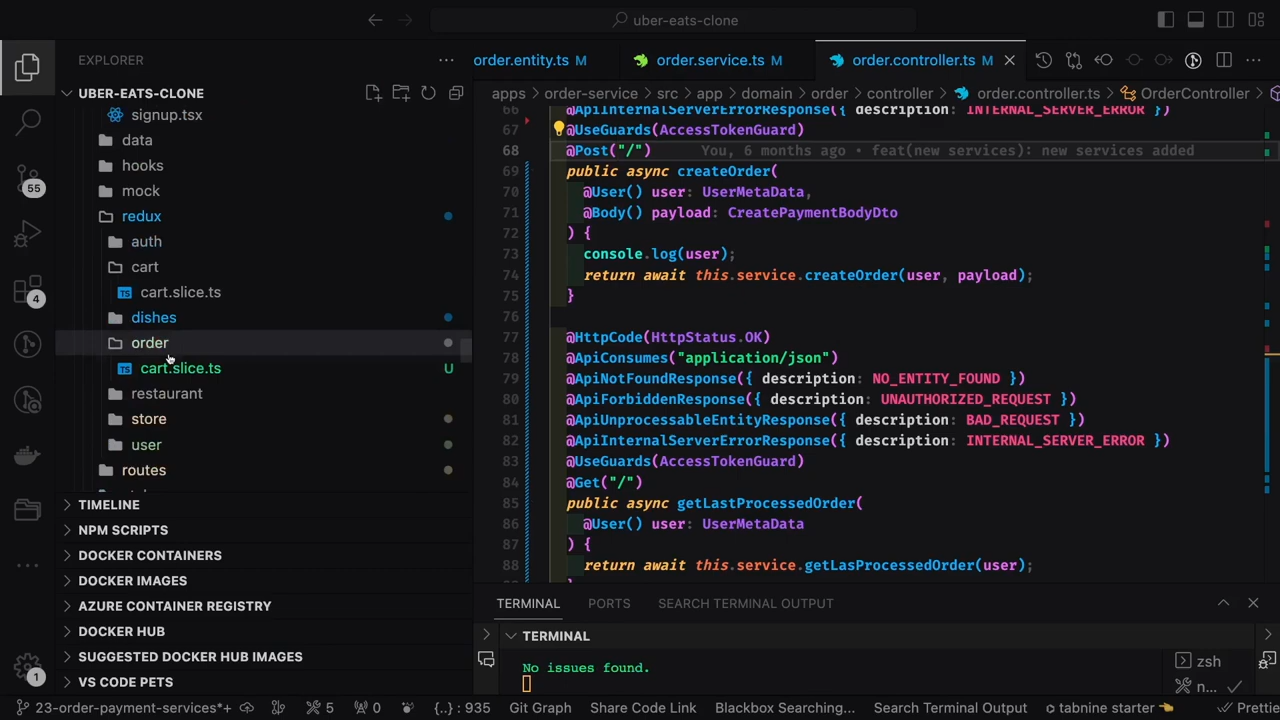 uber-eats-clone
EXPLORER
order.entity.ts M
order.service.ts M
order.controller.ts M
UBER-EATS-CLONE
apps > order-service > src > app > domain > order > controller > order.controller.ts > OrderController
signup.tsx
data
hooks
mock
redux
auth
cart
cart.slice.ts
dishes
order
cart.slice.ts U
restaurant
store
user
routes
TIMELINE
NPM SCRIPTS
DOCKER CONTAINERS
DOCKER IMAGES
AZURE CONTAINER REGISTRY
DOCKER HUB
SUGGESTED DOCKER HUB IMAGES
VS CODE PETS
55
4
1
66 @ApiInternalServerErrorResponse({ description: INTERNAL_SERVER_ERROR })
67 @UseGuards(AccessTokenGuard)
68 @Post("/") You, 6 months ago • feat(new services): new services added
69 public async createOrder(
70 @User() user: UserMetaData,
71 @Body() payload: CreatePaymentBodyDto
72 ) {
73 console.log(user);
74 return await this.service.createOrder(user, payload);
75 }
76
77 @HttpCode(HttpStatus.OK)
78 @ApiConsumes("application/json")
79 @ApiNotFoundResponse({ description: NO_ENTITY_FOUND })
80 @ApiForbiddenResponse({ description: UNAUTHORIZED_REQUEST })
81 @ApiUnprocessableEntityResponse({ description: BAD_REQUEST })
82 @ApiInternalServerErrorResponse({ description: INTERNAL_SERVER_ERROR })
83 @UseGuards(AccessTokenGuard)
84 @Get("/")
85 public async getLastProcessedOrder(
86 @User() user: UserMetaData
87 ) {
88 return await this.service.getLasProcessedOrder(user);
TERMINAL PORTS SEARCH TERMINAL OUTPUT
TERMINAL
No issues found.
zsh
n...
23-order-payment-services*+ 5 0 {..} : 935 Git Graph Share Code Link Blackbox Searching... Search Terminal Output tabnine starter Prettie